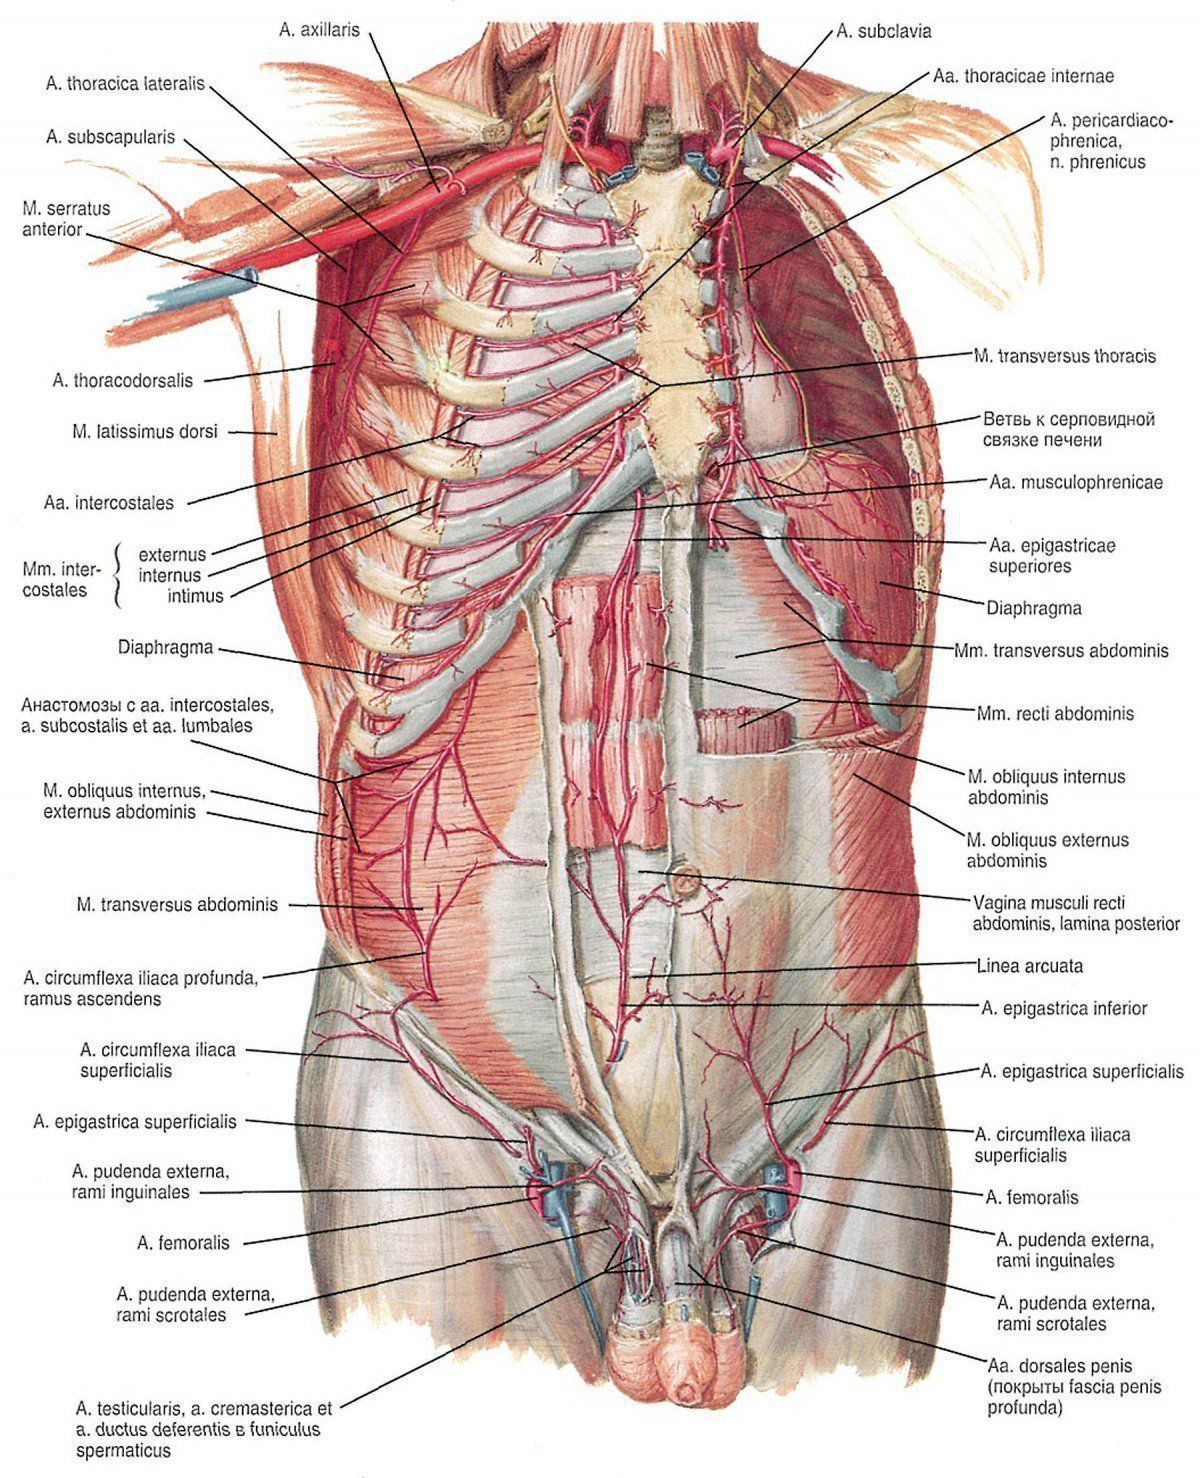 A. axillaris
A. thoracica lateralis
A. subscapularis
M. serratus
anterior
A. thoracodorsalis
M. latissimus dorsi
Aa. intercostales
Mm. inter-
costales
externus
internus
intimus
Diaphragma
Анастомозы с aa. intercostales,
a. subcostalis et aa. lumbales
M. obliquus internus,
externus abdominis
M. transversus abdominis
A. circumflexa iliaca profunda,
ramus ascendens
A. circumflexa iliaca
superficialis
A. epigastrica superficialis
A. pudenda externa,
rami inguinales
A. femoralis
A. pudenda externa,
rami scrotales
A. testicularis, a. cremasterica et
a. ductus deferentis в funiculus
spermaticus
A. subclavia
Aa. thoracicae internae
A. pericardiaco-
phrenica,
n. phrenicus
M. transversus thoracis
Ветвь к серповидной
связке печени
Aa. musculophrenicae
Aa. epigastricae
superiores
Diaphragma
Mm. transversus abdominis
Mm. recti abdominis
M. obliquus internus
abdominis
M. obliquus externus
abdominis
Vagina musculi recti
abdominis, lamina posterior
Linea arcuata
A. epigastrica inferior
A. epigastrica superficialis
A. circumflexa iliaca
superficialis
A. femoralis
A. pudenda externa,
rami inguinales
A. pudenda externa,
rami scrotales
Aa. dorsales penis
(покрыты fascia penis
profunda)